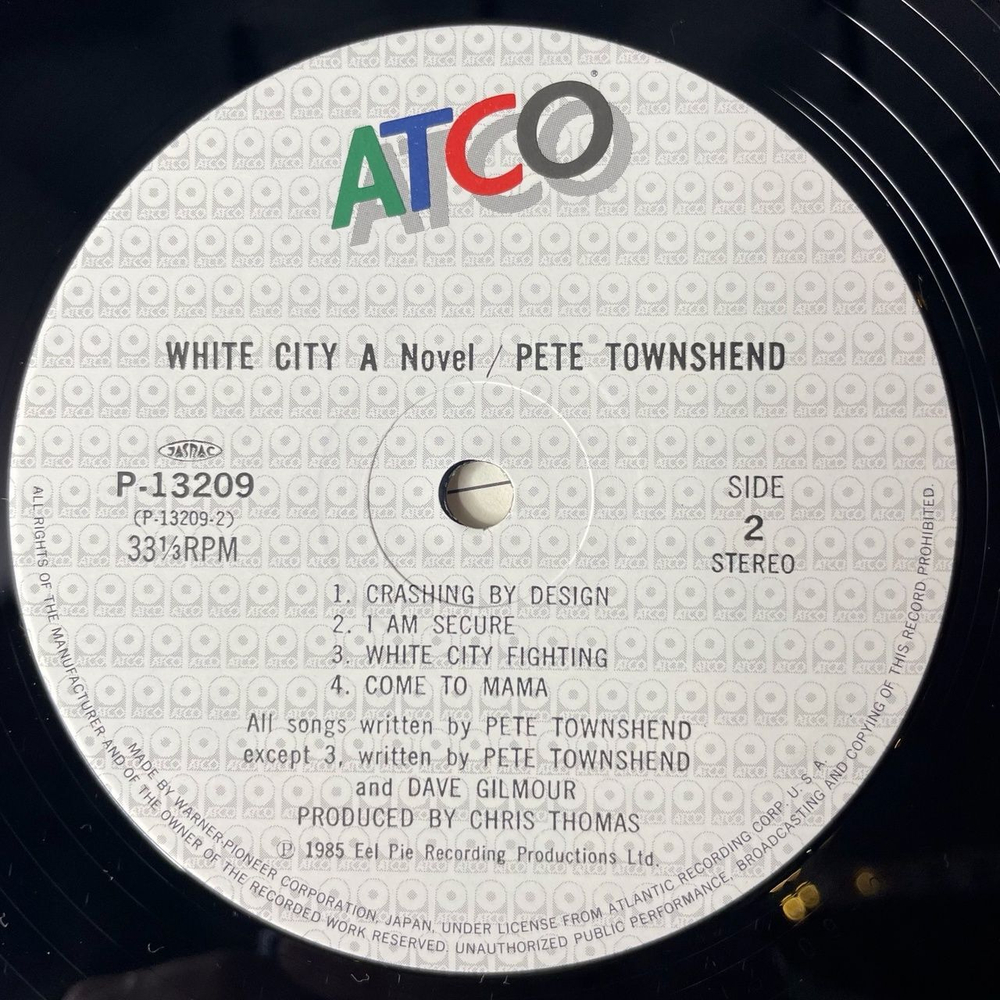 ATCO®
WHITE CITY A Novel / PETE TOWNSHEND
JASRAC
P-13209
(P-13209-2)
33⅓RPM
SIDE
2
STEREO
1. CRASHING BY DESIGN
2. I AM SECURE
3. WHITE CITY FIGHTING
4. COME TO MAMA
All songs written by PETE TOWNSHEND
except 3, written by PETE TOWNSHEND
and DAVE GILMOUR
PRODUCED BY CHRIS THOMAS
Ⓟ 1985 Eel Pie Recording Productions Ltd.
MADE BY WARNER-PIONEER CORPORATION, JAPAN, UNDER LICENSE FROM ATLANTIC RECORDING CORP. U.S.A.
ALL RIGHTS OF THE MANUFACTURER AND OF THE OWNER OF THE RECORDED WORK RESERVED. UNAUTHORIZED PUBLIC PERFORMANCE, BROADCASTING AND COPYING OF THIS RECORD PROHIBITED.